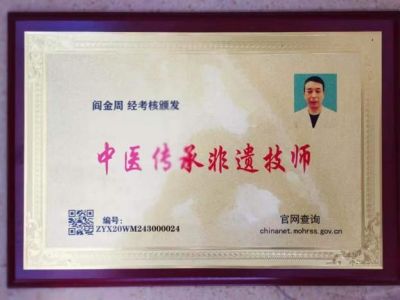 阎金周 经考核颁发
中医传承非遗技师
编号:
ZYX20WM243000024
官网查询
chinanet.mohrss.gov.cn